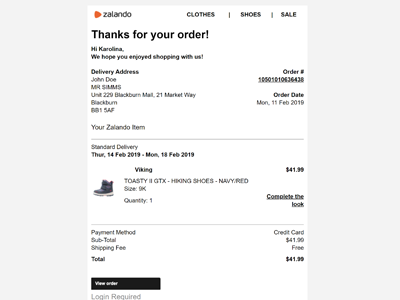 zalando
CLOTHES | SHOES | SALE
Thanks for your order!
Hi Karolina,
We hope you enjoyed shopping with us!
Delivery Address
John Doe
MR SIMMS
Unit 229 Blackburn Mall, 21 Market Way
Blackburn
BB1 5AF
Order #
10501010636438
Order Date
Mon, 11 Feb 2019
Your Zalando Item
Standard Delivery
Thur, 14 Feb 2019 - Mon, 18 Feb 2019
Viking $41.99
TOASTY II GTX - HIKING SHOES - NAVY/RED
Size: 9K
Quantity: 1
Complete the
look
Payment Method Credit Card
Sub-Total $41.99
Shipping Fee Free
Total $41.99
View order
Login Required